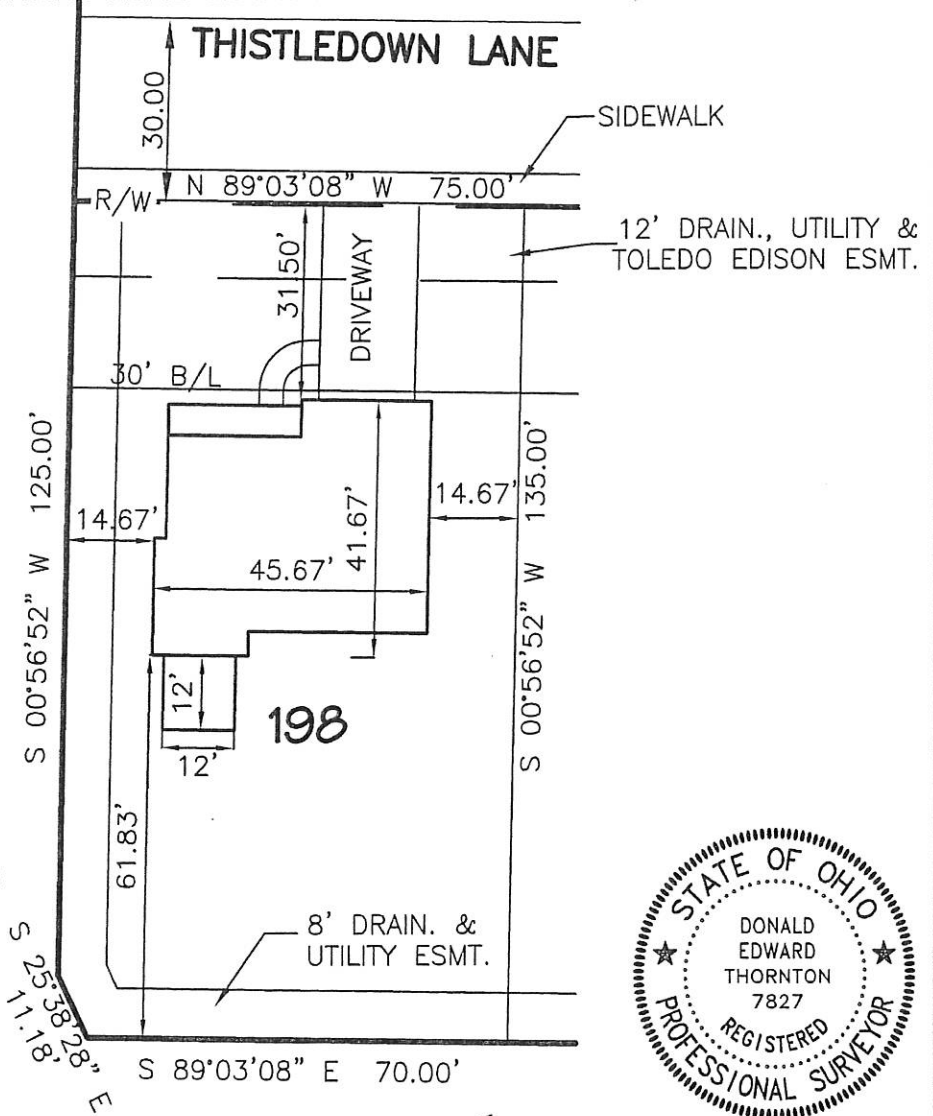 THISTLEDOWN LANE
30.00
SIDEWALK
N 89°03'08" W 75.00'
R/W
12' DRAIN., UTILITY &
TOLEDO EDISON ESMT.
31.50'
DRIVEWAY
30' B/L
S 00°56'52" W 125.00'
14.67'
41.67'
14.67'
45.67'
S 00°56'52" W 135.00'
12'
198
12'
61.83'
8' DRAIN. &
UTILITY ESMT.
S 25°38'28" E
11.18'
S 89°03'08" E 70.00'
STATE OF OHIO
DONALD
EDWARD
THORNTON
7827
REGISTERED
PROFESSIONAL SURVEYOR